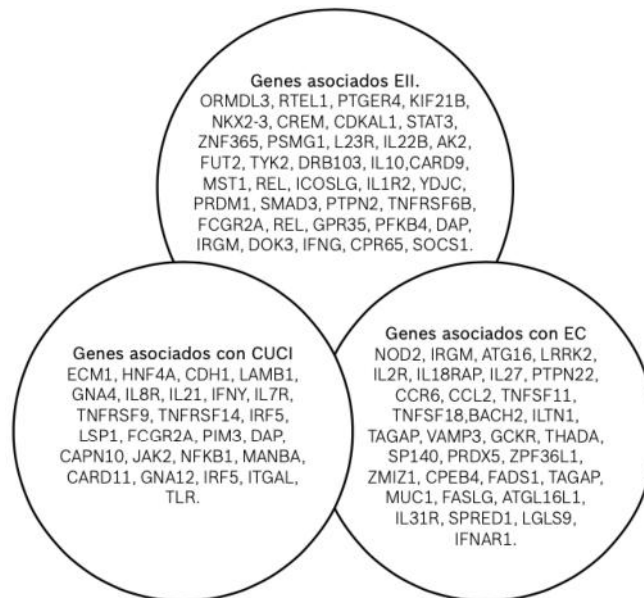 Genes asociados EII.
ORMDL3, RTEL1, PTGER4, KIF21B,
NKX2-3, CREM, CDKAL1, STAT3,
ZNF365, PSMG1, L23R, IL22B, AK2,
FUT2, TYK2, DRB103, IL10,CARD9,
MST1, REL, ICOSLG, IL1R2, YDJC,
PRDM1, SMAD3, PTPN2, TNFRSF6B,
FCGR2A, REL, GPR35, PFKB4, DAP,
IRGM, DOK3, IFNG, CPR65, SOCS1.
Genes asociados con CUCI
ECM1, HNF4A, CDH1, LAMB1,
GNA4, IL8R, IL21, IFNY, IL7R,
TNFRSF9, TNFRSF14, IRF5,
LSP1, FCGR2A, PIM3, DAP,
CAPN10, JAK2, NFKB1, MANBA,
CARD11, GNA12, IRF5, ITGAL,
TLR.
Genes asociados con EC
NOD2, IRGM, ATG16, LRRK2,
IL2R, IL18RAP, IL27, PTPN22,
CCR6, CCL2, TNFSF11,
TNFSF18,BACH2, ILTN1,
TAGAP, VAMP3, GCKR, THADA,
SP140, PRDX5, ZPF36L1,
ZMIZ1, CPEB4, FADS1, TAGAP,
MUC1, FASLG, ATGL16L1,
IL31R, SPRED1, LGLS9,
IFNAR1.